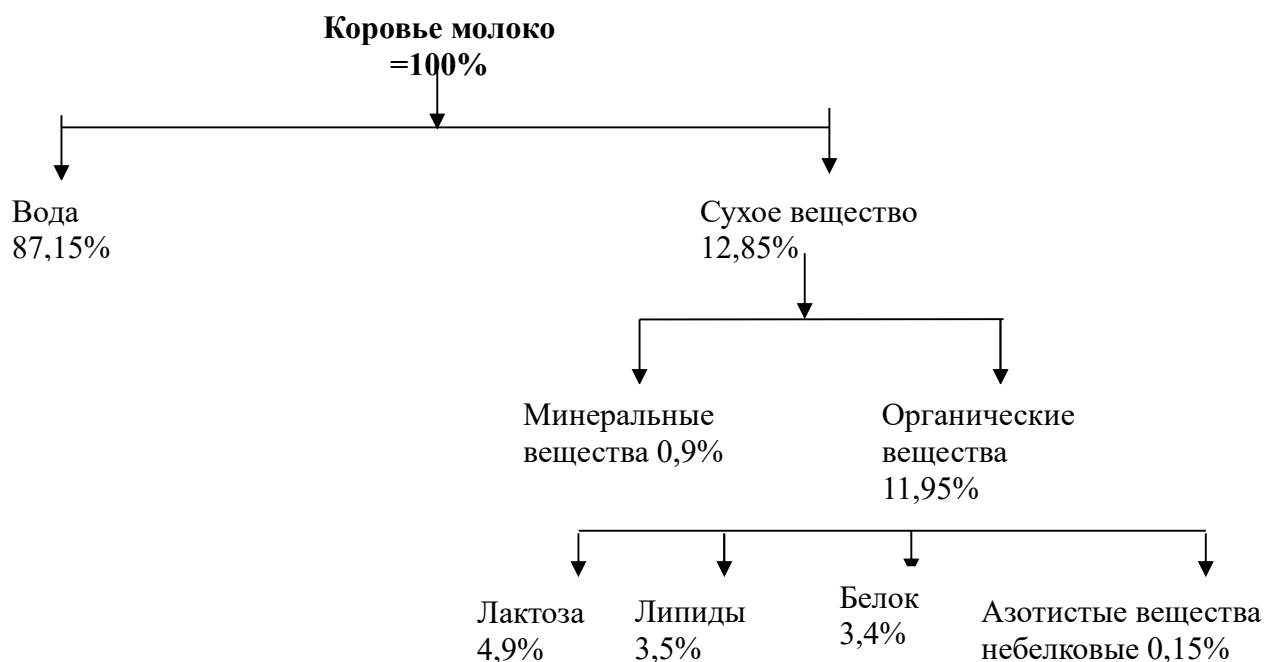 Коровье молоко
=100%
Вода
87,15%
Сухое вещество
12,85%
Минеральные
вещества 0,9%
Органические
вещества
11,95%
Лактоза
4,9%
Липиды
3,5%
Белок
3,4%
Азотистые вещества
небелковые 0,15%